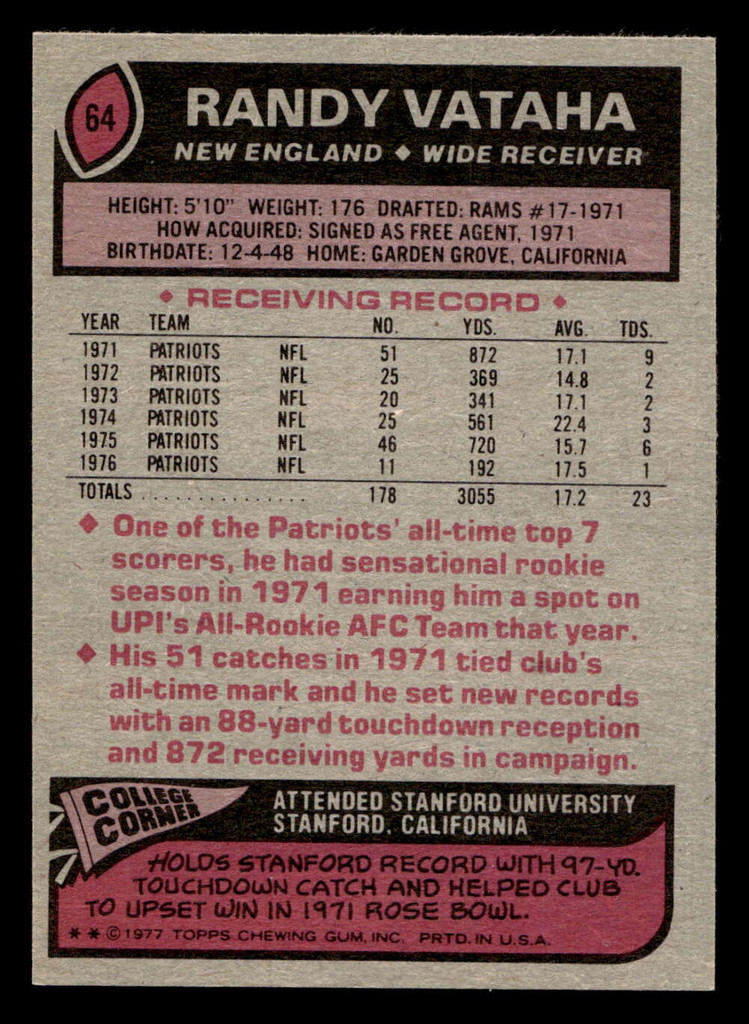 64
RANDY VATAHA
NEW ENGLAND ◆ WIDE RECEIVER
HEIGHT: 5'10" WEIGHT: 176 DRAFTED: RAMS #17-1971
HOW ACQUIRED: SIGNED AS FREE AGENT, 1971
BIRTHDATE: 12-4-48 HOME: GARDEN GROVE, CALIFORNIA
◆ RECEIVING RECORD ◆
YEAR TEAM NO. YDS. AVG. TDS.
1971 PATRIOTS NFL 51 872 17.1 9
1972 PATRIOTS NFL 25 369 14.8 2
1973 PATRIOTS NFL 20 341 17.1 2
1974 PATRIOTS NFL 25 561 22.4 3
1975 PATRIOTS NFL 46 720 15.7 6
1976 PATRIOTS NFL 11 192 17.5 1
TOTALS ................ 178 3055 17.2 23
◆ One of the Patriots' all-time top 7
scorers, he had sensational rookie
season in 1971 earning him a spot on
UPI's All-Rookie AFC Team that year.
◆ His 51 catches in 1971 tied club's
all-time mark and he set new records
with an 88-yard touchdown reception
and 872 receiving yards in campaign.
COLLEGE
CORNER
ATTENDED STANFORD UNIVERSITY
STANFORD, CALIFORNIA
HOLDS STANFORD RECORD WITH 97-YD.
TOUCHDOWN CATCH AND HELPED CLUB
TO UPSET WIN IN 1971 ROSE BOWL.
* * © 1977 TOPPS CHEWING GUM, INC. PRTD. IN U.S.A.